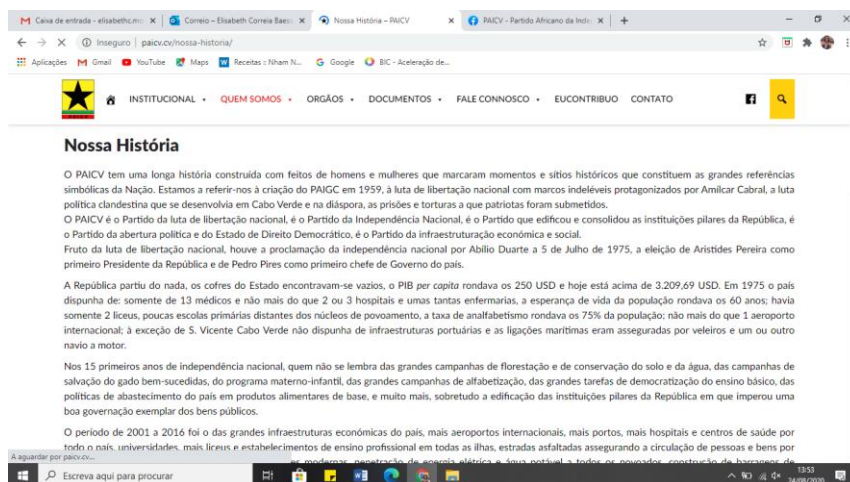 Caixa de entrada - elisabethc.mo
Correio – Elisabeth Correia Baess
Nossa História – PAICV
PAICV - Partido Africano da Inde
Inseguro | paicv.cv/nossa-historia/
Aplicações Gmail YouTube Maps Receitas :: Nham N... Google BIC - Aceleração de...
INSTITUCIONAL QUEM SOMOS ORGÃOS DOCUMENTOS FALE CONNOSCO EUCONTRIBUO CONTATO
Nossa História
O PAICV tem uma longa história construída com feitos de homens e mulheres que marcaram momentos e sítios históricos que constituem as grandes referências
simbólicas da Nação. Estamos a referir-nos à criação do PAIGC em 1959, à luta de libertação nacional com marcos indeléveis protagonizados por Amílcar Cabral, a luta
política clandestina que se desenvolvia em Cabo Verde e na diáspora, as prisões e torturas a que patriotas foram submetidos.
O PAICV é o Partido da luta de libertação nacional, é o Partido da Independência Nacional, é o Partido que edificou e consolidou as instituições pilares da República, é
o Partido da abertura política e do Estado de Direito Democrático, é o Partido da infraestruturação económica e social.
Fruto da luta de libertação nacional, houve a proclamação da independência nacional por Abílio Duarte a 5 de Julho de 1975, a eleição de Aristides Pereira como
primeiro Presidente da República e de Pedro Pires como primeiro chefe de Governo do país.
A República partiu do nada, os cofres do Estado encontravam-se vazios, o PIB per capita rondava os 250 USD e hoje está acima de 3.209,69 USD. Em 1975 o país
dispunha de: somente de 13 médicos e não mais do que 2 ou 3 hospitais e umas tantas enfermarias, a esperança de vida da população rondava os 60 anos; havia
somente 2 liceus, poucas escolas primárias distantes dos núcleos de povoamento, a taxa de analfabetismo rondava os 75% da população; não mais do que 1 aeroporto
internacional; à exceção de S. Vicente Cabo Verde não dispunha de infraestruturas portuárias e as ligações marítimas eram asseguradas por veleiros e um ou outro
navio a motor.
Nos 15 primeiros anos de independência nacional, quem não se lembra das grandes campanhas de florestação e de conservação do solo e da água, das campanhas de
salvação do gado bem-sucedidas, do programa materno-infantil, das grandes campanhas de alfabetização, das grandes tarefas de democratização do ensino básico, das
políticas de abastecimento do país em produtos alimentares de base, e muito mais, sobretudo a edificação das instituições pilares da República em que imperou uma
boa governação exemplar dos bens públicos.
O período de 2001 a 2016 foi o das grandes infraestruturas económicas do país, mais aeroportos internacionais, mais portos, mais hospitais e centros de saúde por
todo o país, universidades, mais liceus e estabelecimentos de ensino profissional em todas as ilhas, estradas asfaltadas assegurando a circulação de pessoas e bens por
es modernas, penetração de energia elétrica e água potável a todos os povoados, construção de barragens de
A aguardar por paicv.cv...
Escreva aqui para procurar
13:53
24/08/2020